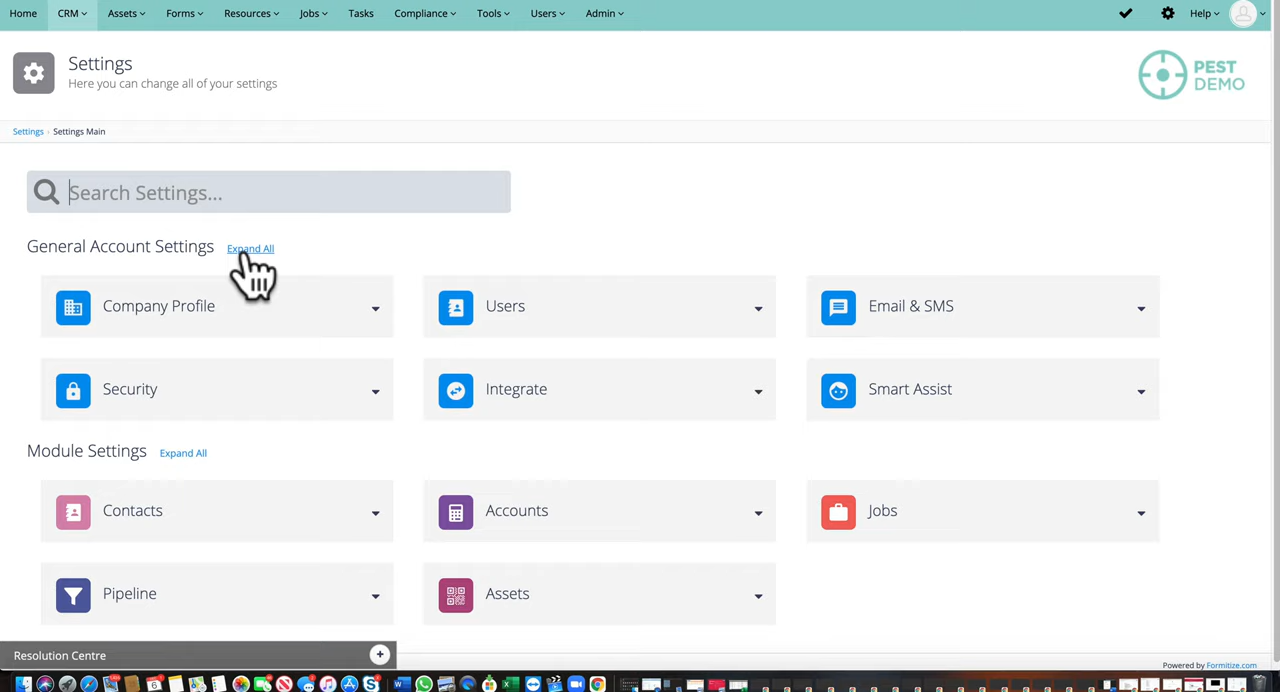 Home CRM Assets Forms Resources Jobs Tasks Compliance Tools Users Admin Help
Settings
Here you can change all of your settings
PEST
DEMO
Settings › Settings Main
Search Settings...
General Account Settings Expand All
Company Profile Users Email & SMS
Security Integrate Smart Assist
Module Settings Expand All
Contacts Accounts Jobs
Pipeline Assets
Resolution Centre
Powered by Formitize.com